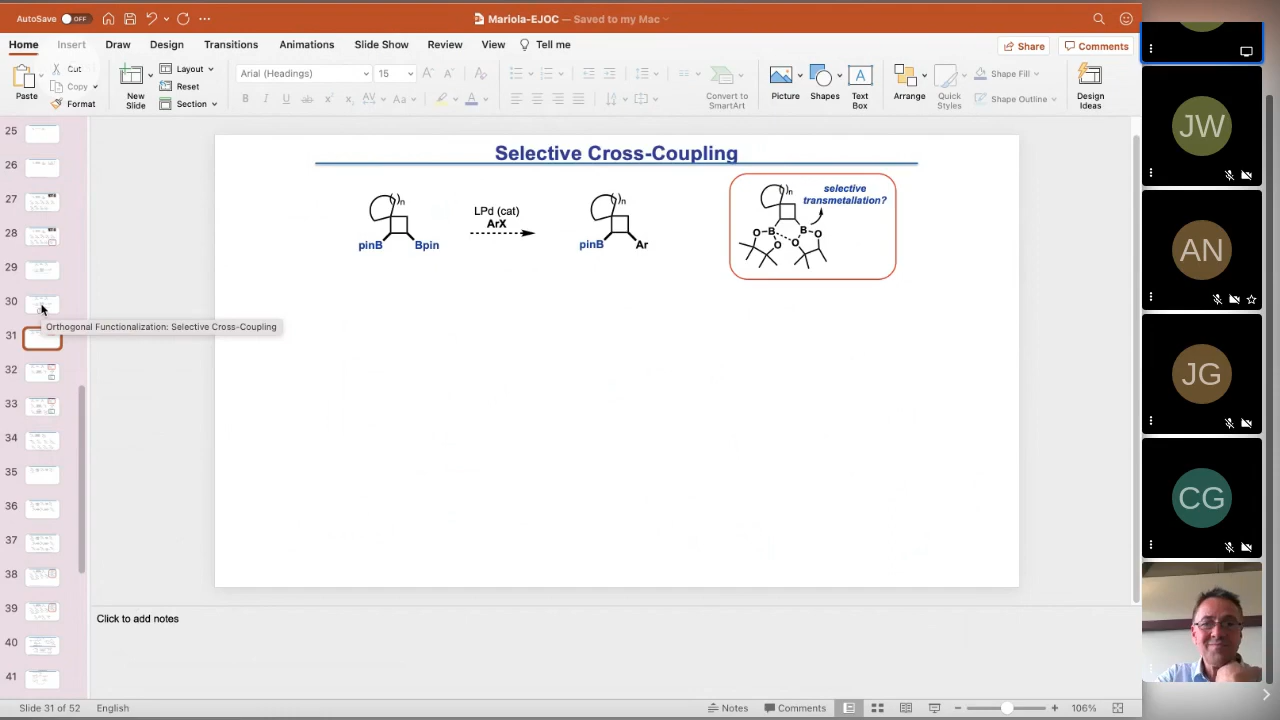 AutoSave OFF
Mariola-EJOC — Saved to my Mac
Home Insert Draw Design Transitions Animations Slide Show Review View Tell me
Share Comments
Paste
Cut
Copy
Format
New
Slide
Layout
Reset
Section
Arial (Headings) 15
Convert to
SmartArt
Picture
Shapes
Text
Box
Arrange
Quick
Styles
Shape Fill
Shape Outline
Design
Ideas
25
26
27
28
29
30
Orthogonal Functionalization: Selective Cross-Coupling
31
32
33
34
35
36
37
38
39
40
41
Selective Cross-Coupling
n
pinB Bpin
LPd (cat)
ArX
n
pinB Ar
n
selective
transmetallation?
O B B O
O O
Click to add notes
Slide 31 of 52 English
Notes Comments 106%
JW
AN
JG
CG